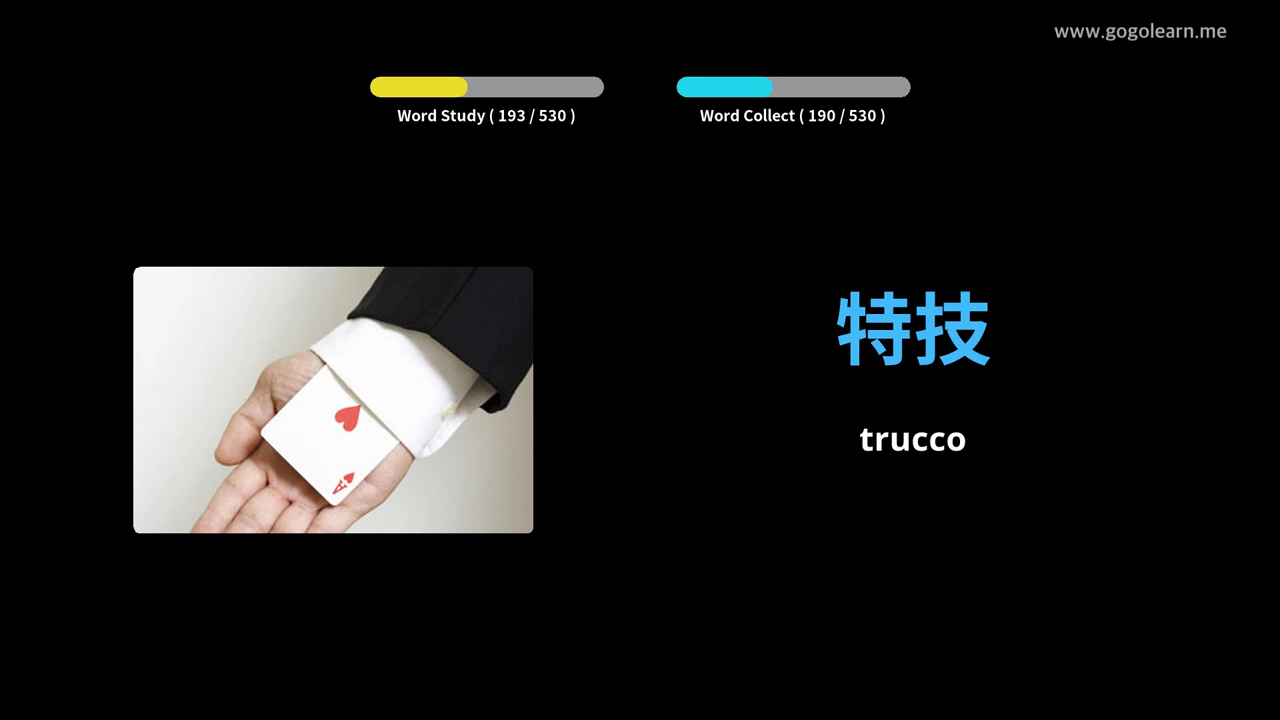 www.gogolearn.me
Word Study ( 193 / 530 )
Word Collect ( 190 / 530 )
特技
trucco
A